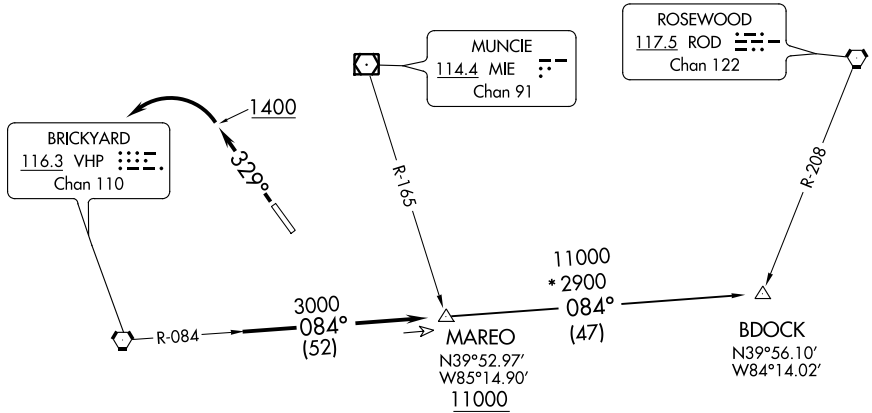 ROSEWOOD
117.5 ROD
Chan 122
MUNCIE
114.4 MIE
Chan 91
1400
BRICKYARD
116.3 VHP
Chan 110
329°
R-165
R-208
11000
*2900
084°
(47)
3000
084°
(52)
R-084
MAREO
N39°52.97'
W85°14.90'
11000
BDOCK
N39°56.10'
W84°14.02'